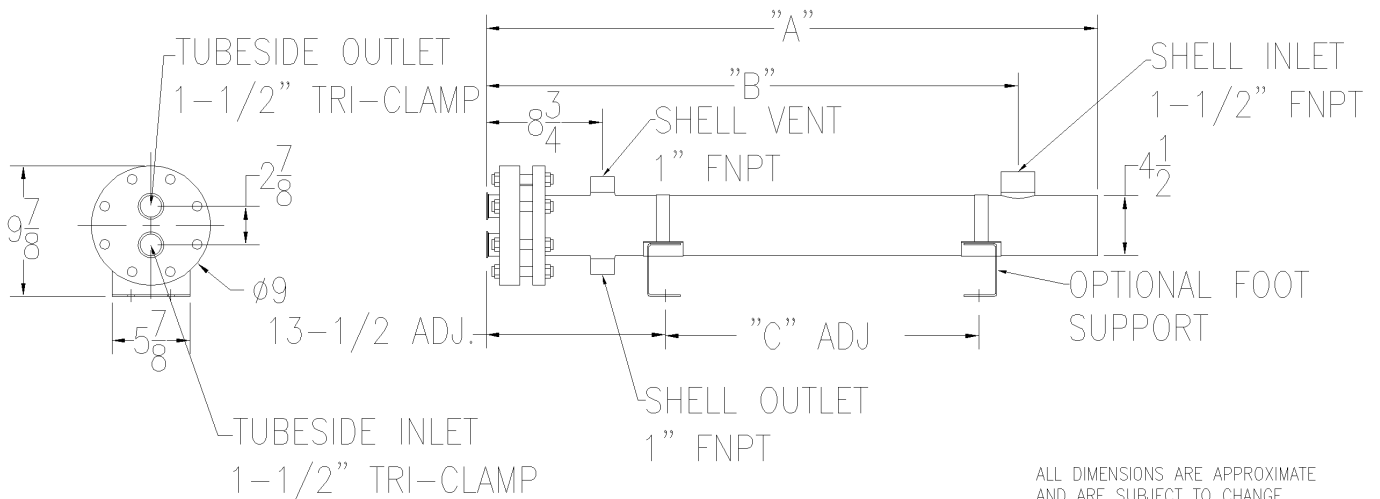 "A"
TUBESIDE OUTLET
1-1/2" TRI-CLAMP
"B"
SHELL INLET
1-1/2" FNPT
8 3/4
SHELL VENT
1" FNPT
4 1/2
2 7/8
9 7/8
ø9
5 7/8
13-1/2 ADJ.
"C" ADJ
OPTIONAL FOOT
SUPPORT
SHELL OUTLET
1" FNPT
TUBESIDE INLET
1-1/2" TRI-CLAMP
ALL DIMENSIONS ARE APPROXIMATE
AND ARE SUBJECT TO CHANGE